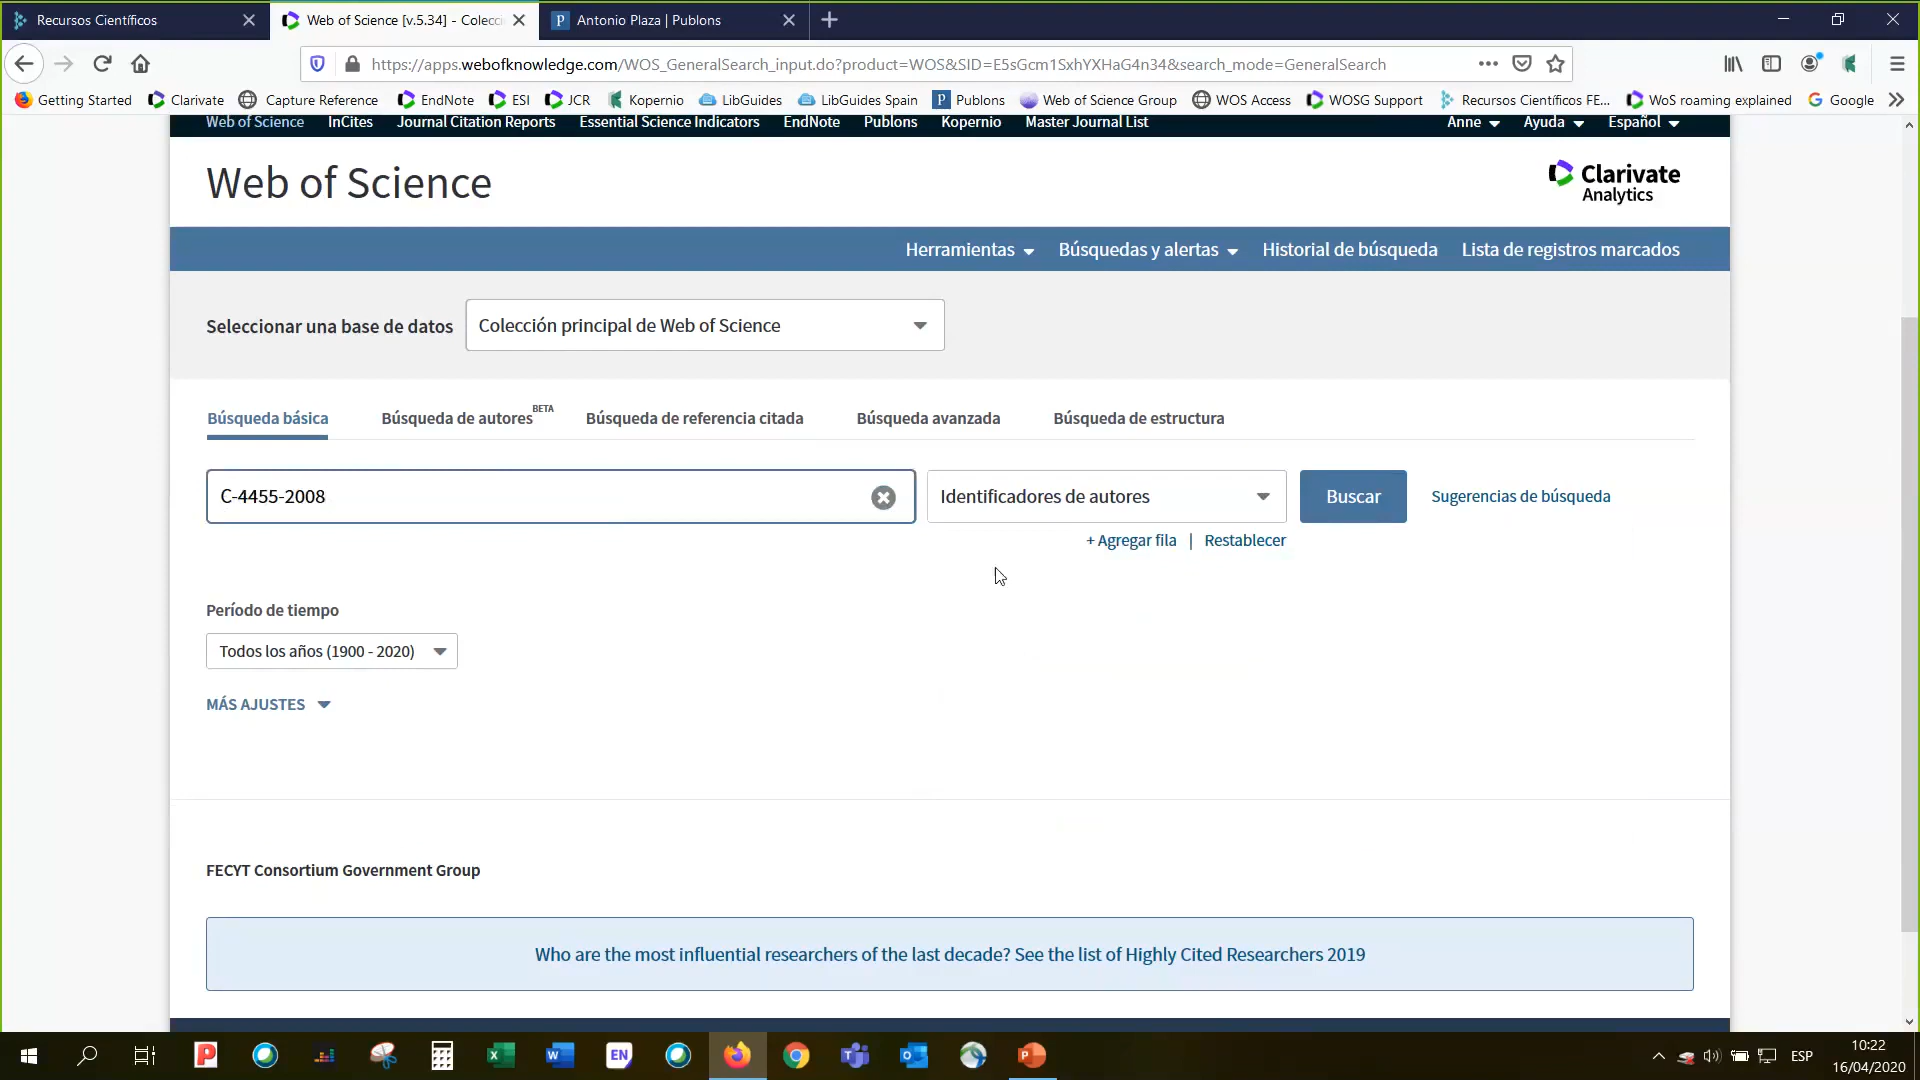 Recursos Científicos
Web of Science [v.5.34] - Colecci
P Antonio Plaza | Publons
https://apps.webofknowledge.com/WOS_GeneralSearch_input.do?product=WOS&SID=E5sGcm1SxhYXHaG4n34&search_mode=GeneralSearch
Getting Started Clarivate Capture Reference EndNote ESI JCR Kopernio LibGuides LibGuides Spain P Publons Web of Science Group WOS Access WOSG Support Recursos Científicos FE... WoS roaming explained Google
Web of Science InCites Journal Citation Reports Essential Science Indicators EndNote Publons Kopernio Master Journal List Anne Ayuda Español
Web of Science
Clarivate
Analytics
Herramientas Búsquedas y alertas Historial de búsqueda Lista de registros marcados
Seleccionar una base de datos Colección principal de Web of Science
Búsqueda básica Búsqueda de autores BETA Búsqueda de referencia citada Búsqueda avanzada Búsqueda de estructura
C-4455-2008 Identificadores de autores Buscar Sugerencias de búsqueda
+ Agregar fila | Restablecer
Período de tiempo
Todos los años (1900 - 2020)
MÁS AJUSTES
FECYT Consortium Government Group
Who are the most influential researchers of the last decade? See the list of Highly Cited Researchers 2019
EN
ESP
10:22
16/04/2020